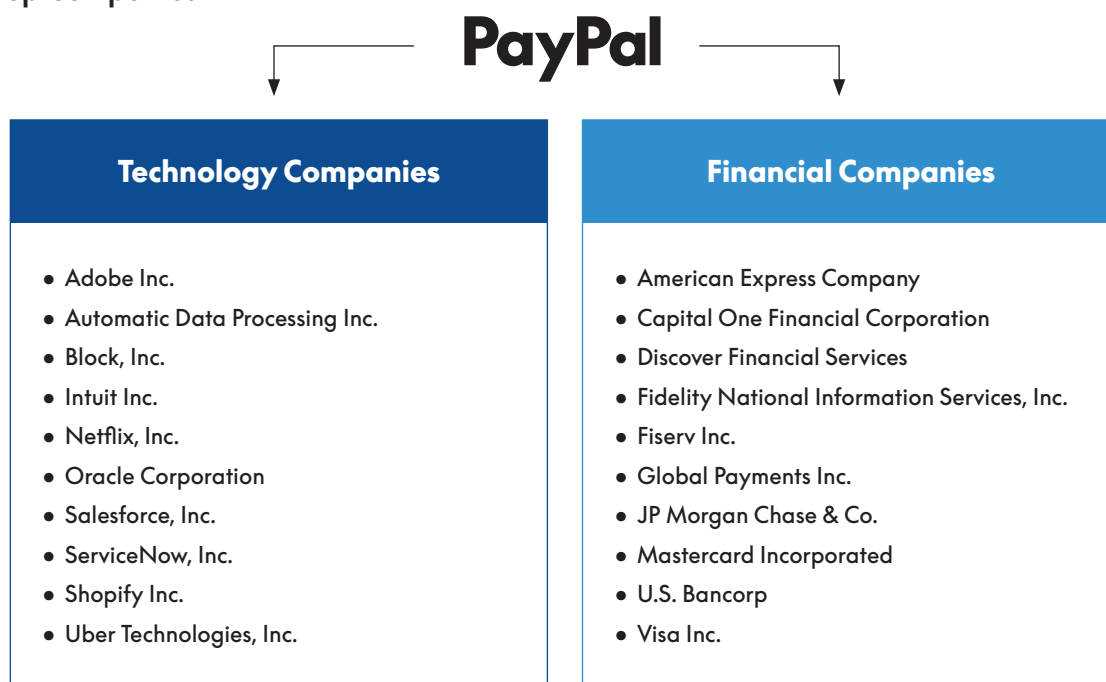 PayPal
Technology Companies
• Adobe Inc.
• Automatic Data Processing Inc.
• Block, Inc.
• Intuit Inc.
• Netflix, Inc.
• Oracle Corporation
• Salesforce, Inc.
• ServiceNow, Inc.
• Shopify Inc.
• Uber Technologies, Inc.
Financial Companies
• American Express Company
• Capital One Financial Corporation
• Discover Financial Services
• Fidelity National Information Services, Inc.
• Fiserv Inc.
• Global Payments Inc.
• JP Morgan Chase & Co.
• Mastercard Incorporated
• U.S. Bancorp
• Visa Inc.